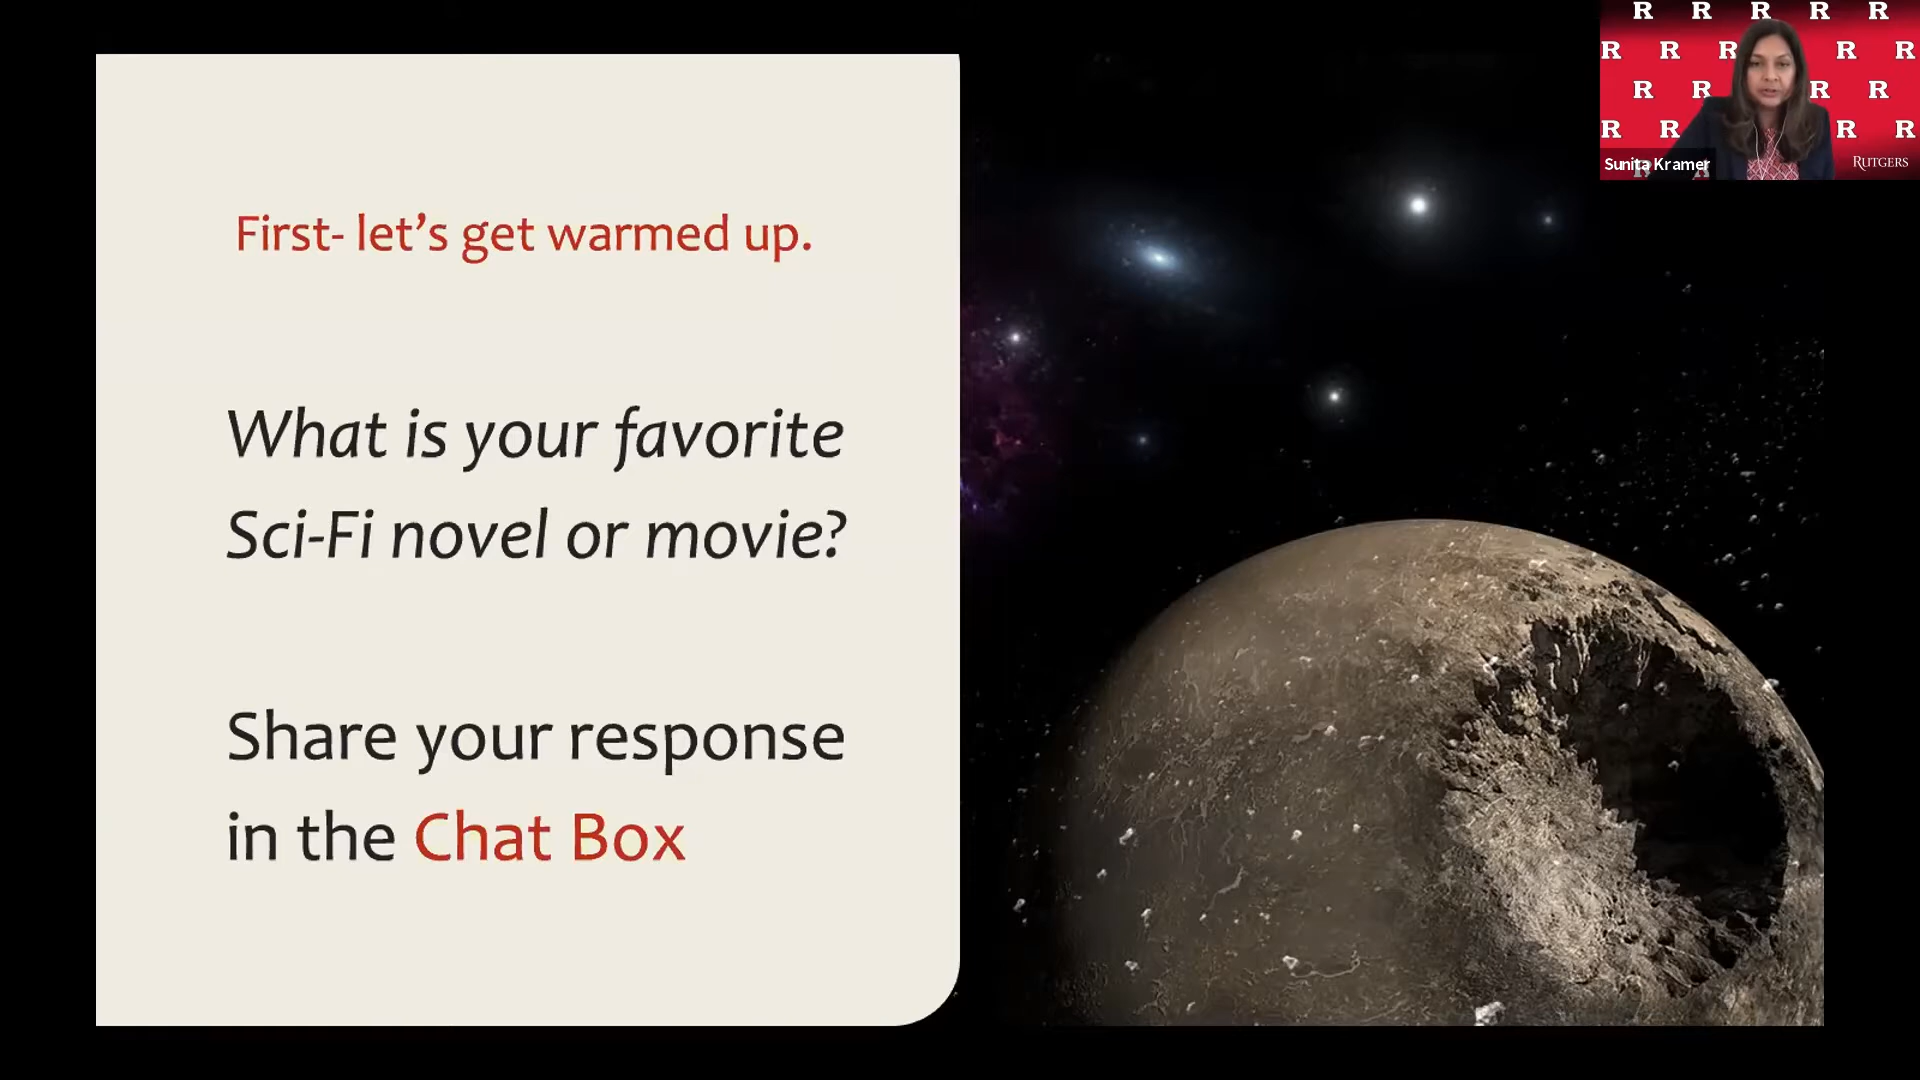 First- let's get warmed up.
What is your favorite
Sci-Fi novel or movie?
Share your response
in the Chat Box
R R R R R
R R R R R
R R R R
R R R R
Sunita Kramer
RUTGERS